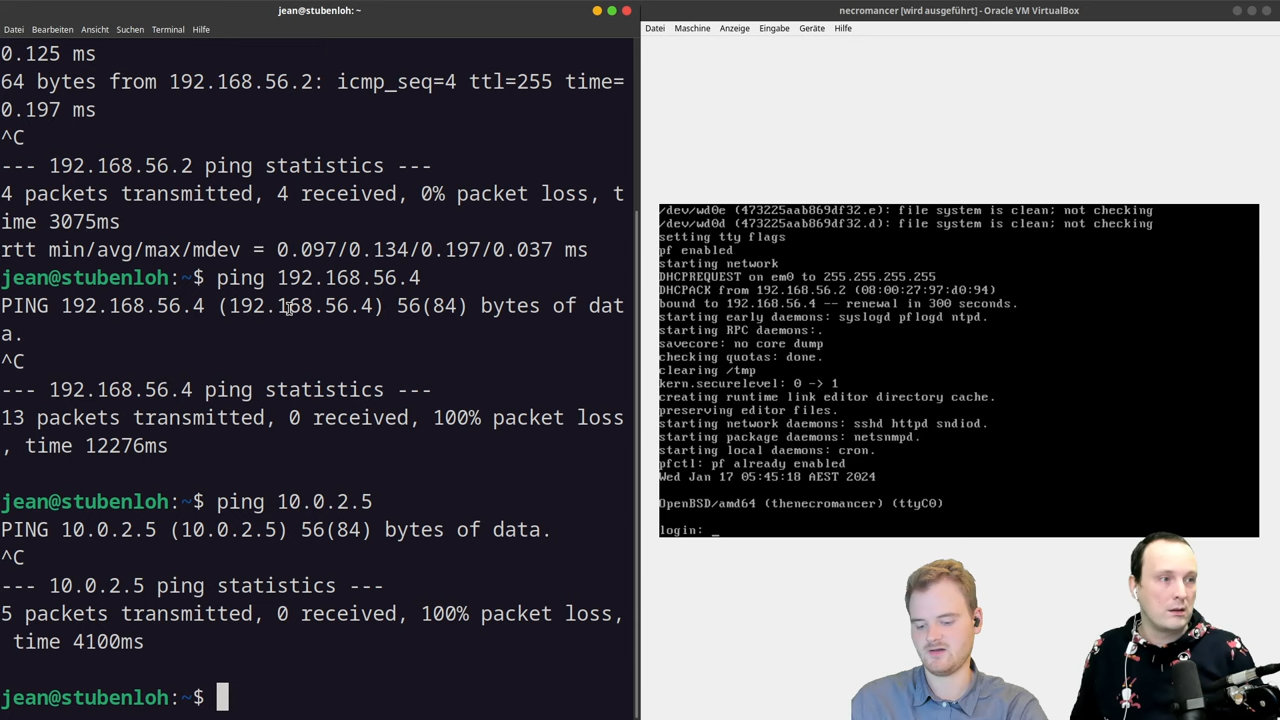 jean@stubenloh: ~
Datei Bearbeiten Ansicht Suchen Terminal Hilfe
0.125 ms
64 bytes from 192.168.56.2: icmp_seq=4 ttl=255 time=
0.197 ms
^C
--- 192.168.56.2 ping statistics ---
4 packets transmitted, 4 received, 0% packet loss, t
ime 3075ms
rtt min/avg/max/mdev = 0.097/0.134/0.197/0.037 ms
jean@stubenloh:~$ ping 192.168.56.4
PING 192.168.56.4 (192.168.56.4) 56(84) bytes of dat
a.
^C
--- 192.168.56.4 ping statistics ---
13 packets transmitted, 0 received, 100% packet loss
, time 12276ms
jean@stubenloh:~$ ping 10.0.2.5
PING 10.0.2.5 (10.0.2.5) 56(84) bytes of data.
^C
--- 10.0.2.5 ping statistics ---
5 packets transmitted, 0 received, 100% packet loss,
 time 4100ms
jean@stubenloh:~$
necromancer [wird ausgeführt] - Oracle VM VirtualBox
Datei Maschine Anzeige Eingabe Geräte Hilfe
/dev/wd0e (473225aab869df32.e): file system is clean; not checking
/dev/wd0d (473225aab869df32.d): file system is clean; not checking
setting tty flags
pf enabled
starting network
DHCPREQUEST on em0 to 255.255.255.255
DHCPACK from 192.168.56.2 (08:00:27:97:d0:94)
bound to 192.168.56.4 -- renewal in 300 seconds.
starting early daemons: syslogd pflogd ntpd.
starting RPC daemons:.
savecore: no core dump
checking quotas: done.
clearing /tmp
kern.securelevel: 0 -> 1
creating runtime link editor directory cache.
preserving editor files.
starting network daemons: sshd httpd sndiod.
starting package daemons: netsnmpd.
starting local daemons: cron.
pfctl: pf already enabled
Wed Jan 17 05:45:18 AEST 2024
OpenBSD/amd64 (thenecromancer) (ttyC0)
login: _